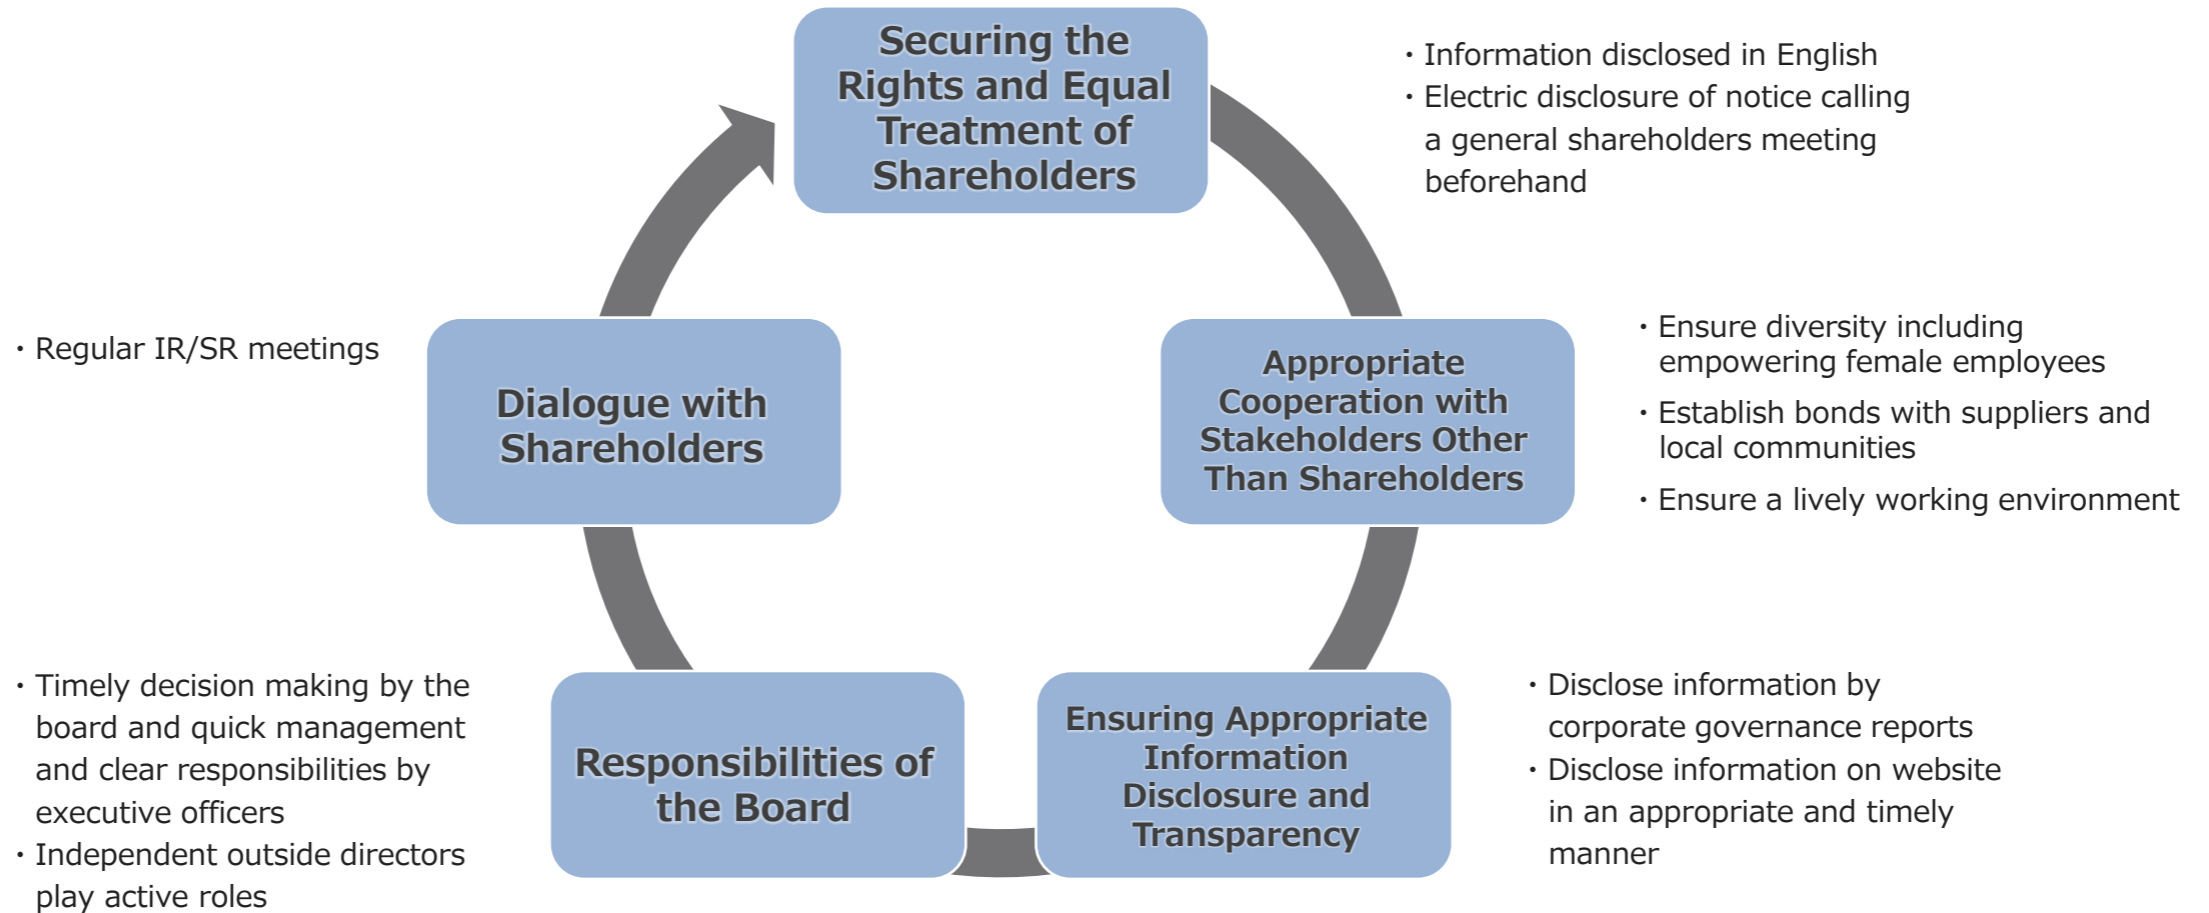 Securing the
Rights and Equal
Treatment of
Shareholders
・Information disclosed in English
・Electric disclosure of notice calling
a general shareholders meeting
beforehand
Appropriate
Cooperation with
Stakeholders Other
Than Shareholders
・Ensure diversity including
empowering female employees
・Establish bonds with suppliers and
local communities
・Ensure a lively working environment
Ensuring Appropriate
Information
Disclosure and
Transparency
・Disclose information by
corporate governance reports
・Disclose information on website
in an appropriate and timely
manner
Responsibilities of
the Board
・Timely decision making by the
board and quick management
and clear responsibilities by
executive officers
・Independent outside directors
play active roles
Dialogue with
Shareholders
・Regular IR/SR meetings